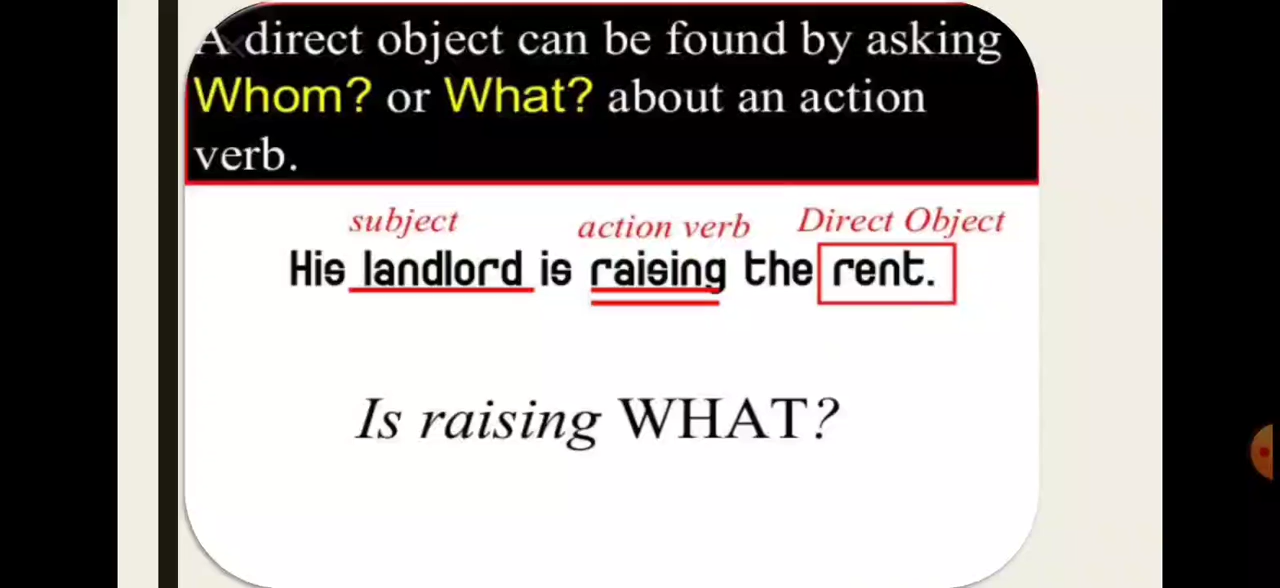 A direct object can be found by asking
Whom? or What? about an action
verb.
subject action verb Direct Object
His landlord is raising the rent.
Is raising WHAT?